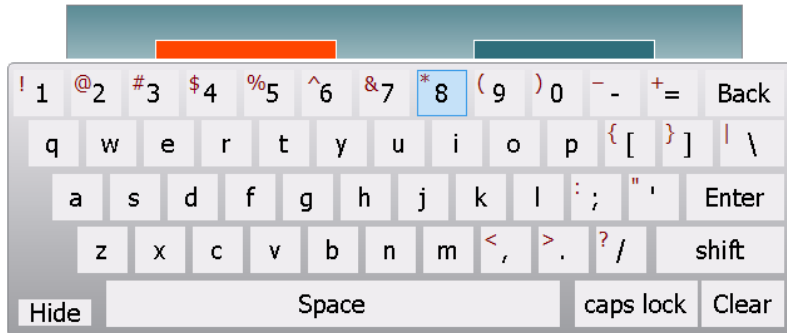 ! 1 @ 2 # 3 $ 4 % 5 ^ 6 & 7 * 8 ( 9 ) 0 _ - + = Back
q w e r t y u i o p { [ } ] | \
a s d f g h j k l : ; " ' Enter
z x c v b n m < , > . ? / shift
Hide Space caps lock Clear